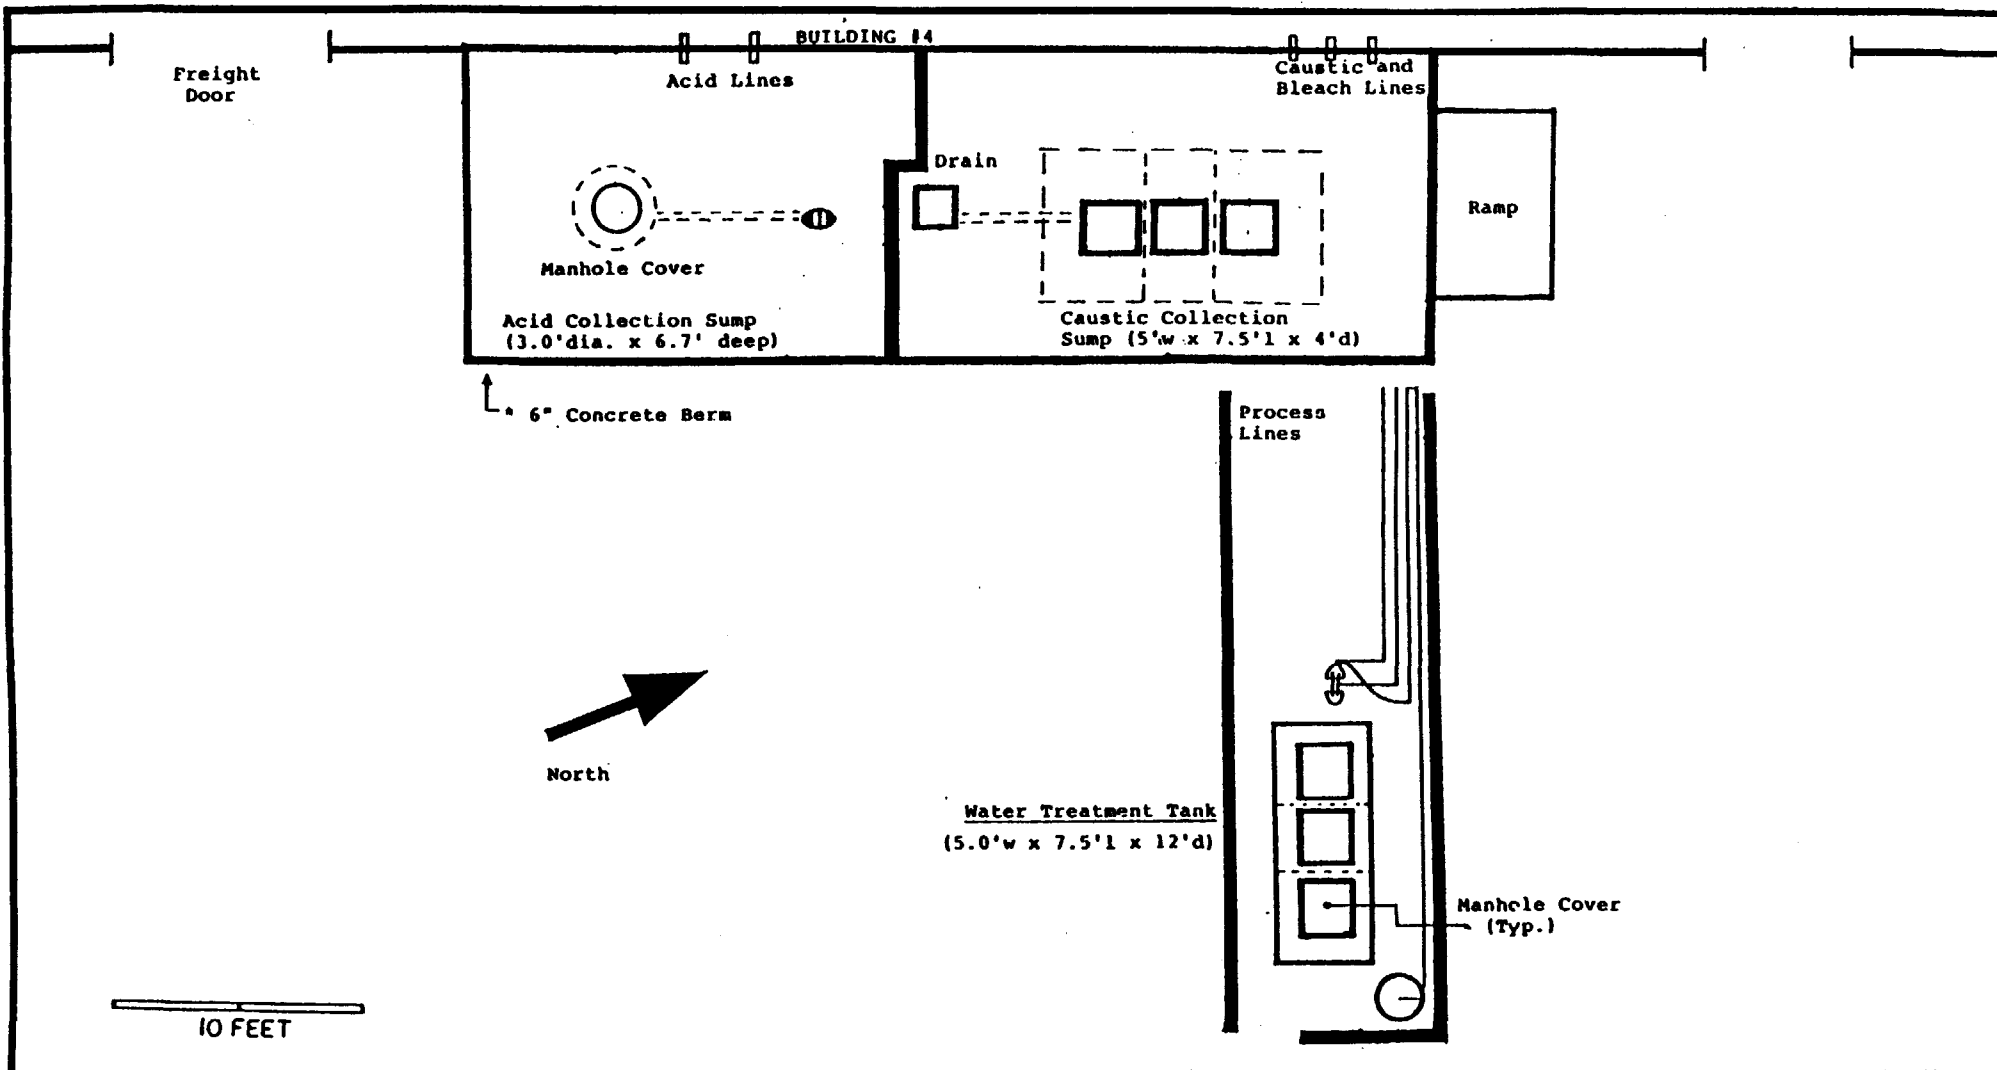 BUILDING #4
Freight
Door
Acid Lines
Caustic and
Bleach Lines
Drain
Ramp
Manhole Cover
Acid Collection Sump
(3.0'dia. x 6.7' deep)
Caustic Collection
Sump (5'w x 7.5'l x 4'd)
* 6" Concrete Berm
Process
Lines
North
Water Treatment Tank
(5.0'w x 7.5'l x 12'd)
Manhole Cover
(Typ.)
10 FEET